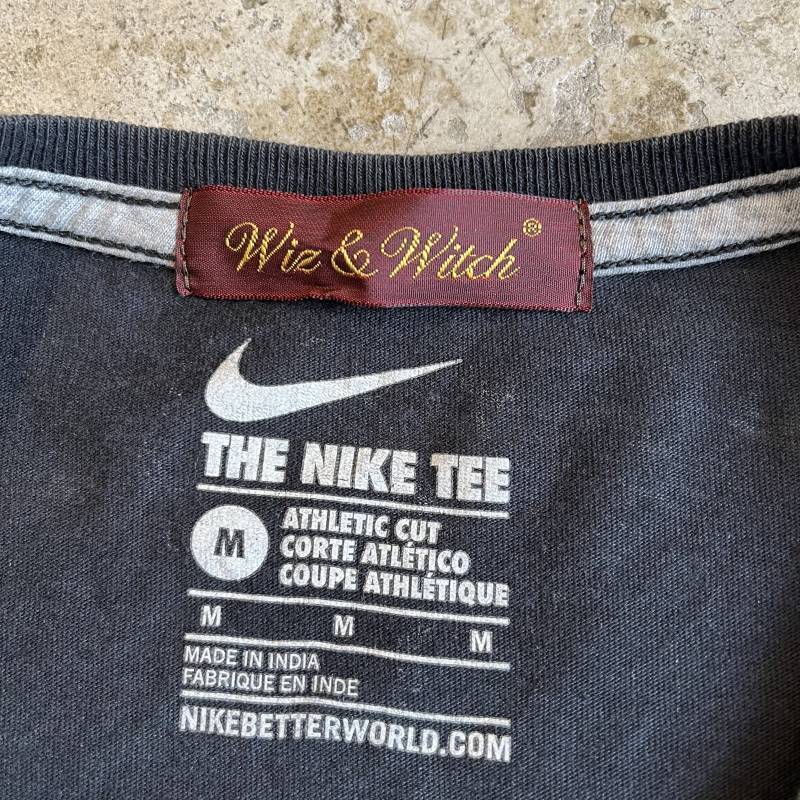 Wiz & Witch®
THE NIKE TEE
M
ATHLETIC CUT
CORTE ATLÉTICO
COUPE ATHLÉTIQUE
M M M
MADE IN INDIA
FABRIQUE EN INDE
NIKEBETTERWORLD.COM